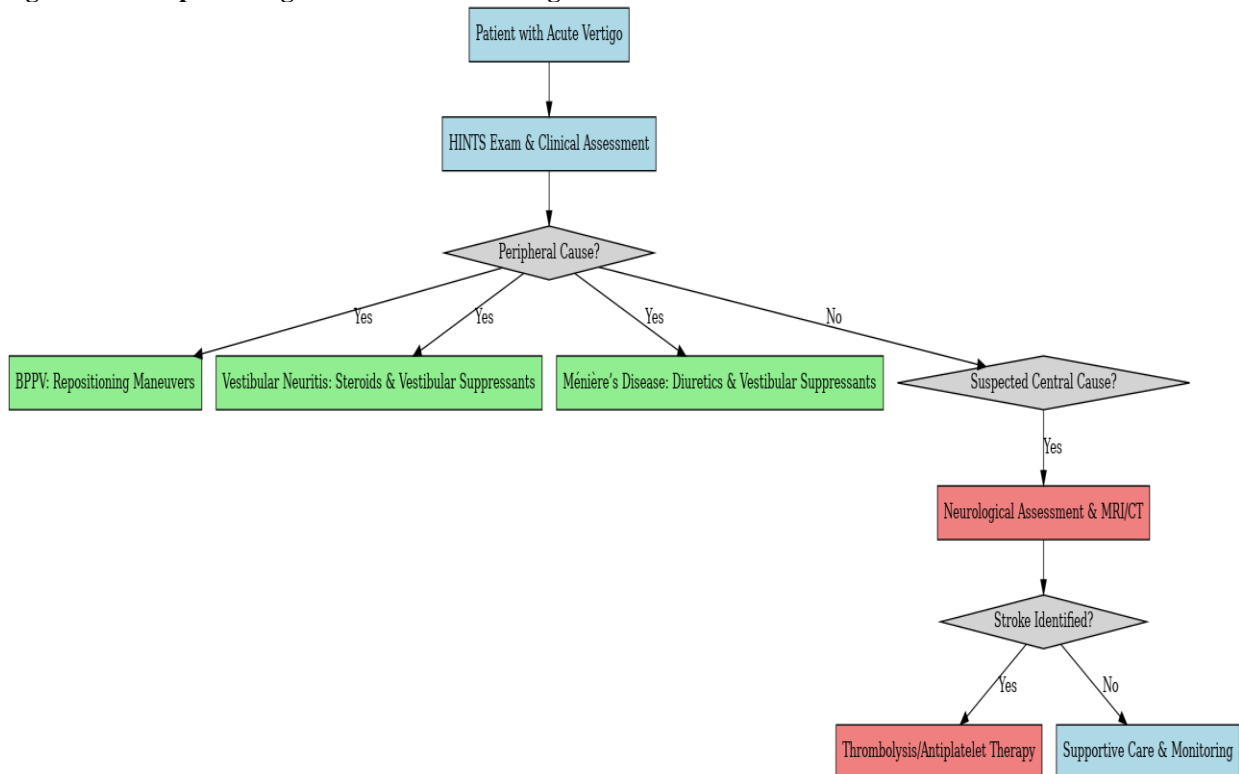 Patient with Acute Vertigo
HINTS Exam & Clinical Assessment
Peripheral Cause?
Yes
Yes
Yes
No
BPPV: Repositioning Maneuvers
Vestibular Neuritis: Steroids & Vestibular Suppressants
Ménière’s Disease: Diuretics & Vestibular Suppressants
Suspected Central Cause?
Yes
Neurological Assessment & MRI/CT
Stroke Identified?
Yes
No
Thrombolysis/Antiplatelet Therapy
Supportive Care & Monitoring